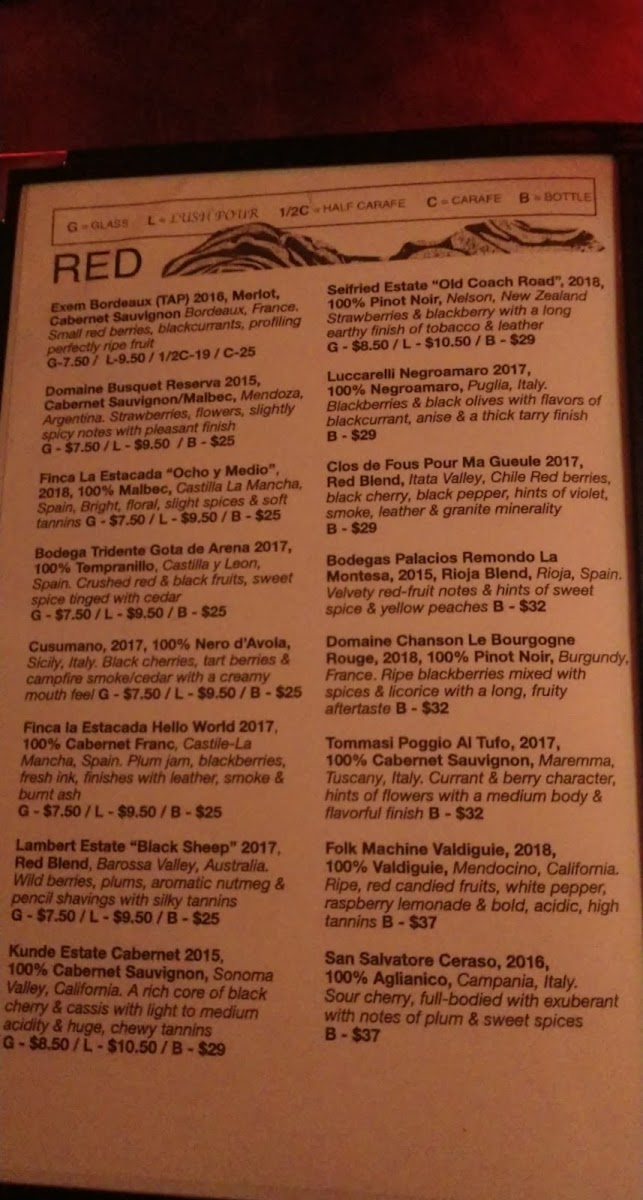 G = GLASS L = LUSH POUR 1/2C = HALF CARAFE C = CARAFE B = BOTTLE
RED
Exem Bordeaux (TAP) 2016, Merlot,
Cabernet Sauvignon Bordeaux, France.
Small red berries, blackcurrants, profiling
perfectly ripe fruit
G-7.50 / L-9.50 / 1/2C-19 / C-25
Domaine Busquet Reserva 2015,
Cabernet Sauvignon/Malbec, Mendoza,
Argentina. Strawberries, flowers, slightly
spicy notes with pleasant finish
G - $7.50 / L - $9.50 / B - $25
Finca La Estacada “Ocho y Medio”,
2018, 100% Malbec, Castilla La Mancha,
Spain, Bright, floral, slight spices & soft
tannins G - $7.50 / L - $9.50 / B - $25
Bodega Tridente Gota de Arena 2017,
100% Tempranillo, Castilla y Leon,
Spain. Crushed red & black fruits, sweet
spice tinged with cedar
G - $7.50 / L - $9.50 / B - $25
Cusumano, 2017, 100% Nero d’Avola,
Sicily, Italy. Black cherries, tart berries &
campfire smoke/cedar with a creamy
mouth feel G - $7.50 / L - $9.50 / B - $25
Finca la Estacada Hello World 2017,
100% Cabernet Franc, Castile-La
Mancha, Spain. Plum jam, blackberries,
fresh ink, finishes with leather, smoke &
burnt ash
G - $7.50 / L - $9.50 / B - $25
Lambert Estate “Black Sheep” 2017,
Red Blend, Barossa Valley, Australia.
Wild berries, plums, aromatic nutmeg &
pencil shavings with silky tannins
G - $7.50 / L - $9.50 / B - $25
Kunde Estate Cabernet 2015,
100% Cabernet Sauvignon, Sonoma
Valley, California. A rich core of black
cherry & cassis with light to medium
acidity & huge, chewy tannins
G - $8.50 / L - $10.50 / B - $29
Seifried Estate “Old Coach Road”, 2018,
100% Pinot Noir, Nelson, New Zealand
Strawberries & blackberry with a long
earthy finish of tobacco & leather
G - $8.50 / L - $10.50 / B - $29
Luccarelli Negroamaro 2017,
100% Negroamaro, Puglia, Italy.
Blackberries & black olives with flavors of
blackcurrant, anise & a thick tarry finish
B - $29
Clos de Fous Pour Ma Gueule 2017,
Red Blend, Itata Valley, Chile Red berries,
black cherry, black pepper, hints of violet,
smoke, leather & granite minerality
B - $29
Bodegas Palacios Remondo La
Montesa, 2015, Rioja Blend, Rioja, Spain.
Velvety red-fruit notes & hints of sweet
spice & yellow peaches B - $32
Domaine Chanson Le Bourgogne
Rouge, 2018, 100% Pinot Noir, Burgundy,
France. Ripe blackberries mixed with
spices & licorice with a long, fruity
aftertaste B - $32
Tommasi Poggio Al Tufo, 2017,
100% Cabernet Sauvignon, Maremma,
Tuscany, Italy. Currant & berry character,
hints of flowers with a medium body &
flavorful finish B - $32
Folk Machine Valdiguie, 2018,
100% Valdiguie, Mendocino, California.
Ripe, red candied fruits, white pepper,
raspberry lemonade & bold, acidic, high
tannins B - $37
San Salvatore Ceraso, 2016,
100% Aglianico, Campania, Italy.
Sour cherry, full-bodied with exuberant
with notes of plum & sweet spices
B - $37